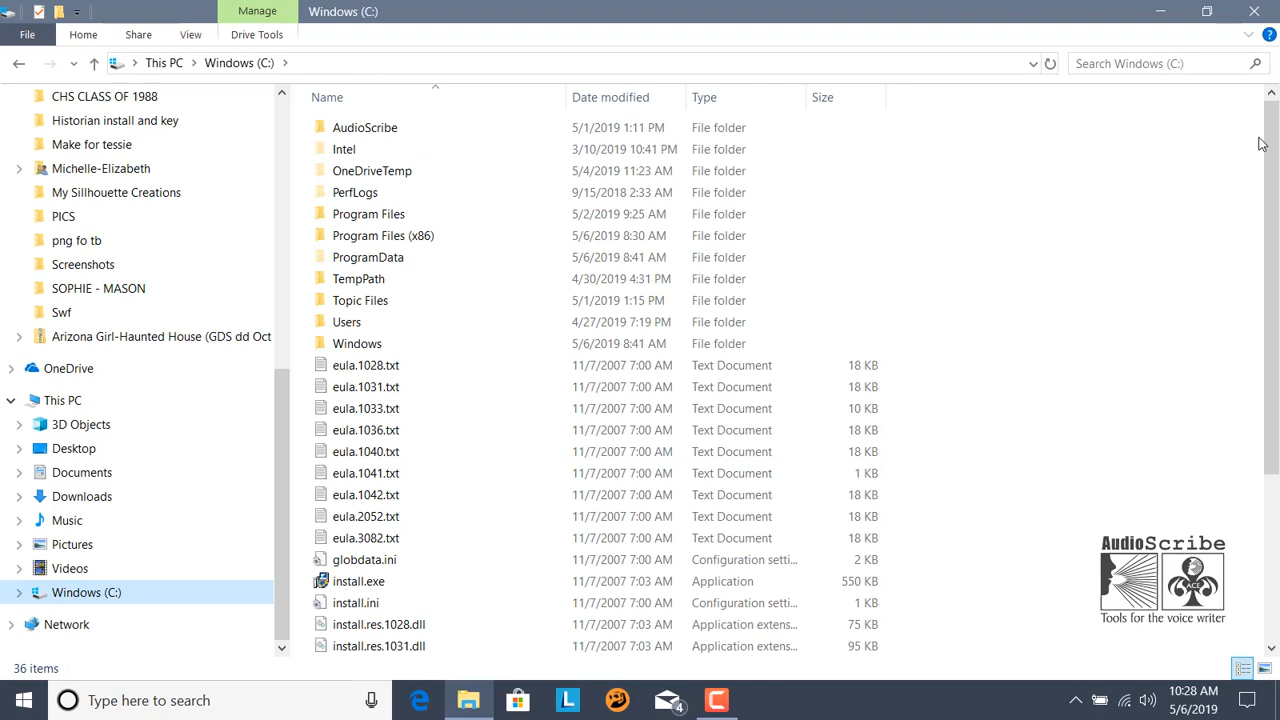 Manage
Windows (C:)
File
Home
Share
View
Drive Tools
This PC
Windows (C:)
Search Windows (C:)
CHS CLASS OF 1988
Historian install and key
Make for tessie
Michelle-Elizabeth
My Sillhouette Creations
PICS
png fo tb
Screenshots
SOPHIE - MASON
Swf
Arizona Girl-Haunted House (GDS dd Oct
OneDrive
This PC
3D Objects
Desktop
Documents
Downloads
Music
Pictures
Videos
Windows (C:)
Network
Name Date modified Type Size
AudioScribe 5/1/2019 1:11 PM File folder
Intel 3/10/2019 10:41 PM File folder
OneDriveTemp 5/4/2019 11:23 AM File folder
PerfLogs 9/15/2018 2:33 AM File folder
Program Files 5/2/2019 9:25 AM File folder
Program Files (x86) 5/6/2019 8:30 AM File folder
ProgramData 5/6/2019 8:41 AM File folder
TempPath 4/30/2019 4:31 PM File folder
Topic Files 5/1/2019 1:15 PM File folder
Users 4/27/2019 7:19 PM File folder
Windows 5/6/2019 8:41 AM File folder
eula.1028.txt 11/7/2007 7:00 AM Text Document 18 KB
eula.1031.txt 11/7/2007 7:00 AM Text Document 18 KB
eula.1033.txt 11/7/2007 7:00 AM Text Document 10 KB
eula.1036.txt 11/7/2007 7:00 AM Text Document 18 KB
eula.1040.txt 11/7/2007 7:00 AM Text Document 18 KB
eula.1041.txt 11/7/2007 7:00 AM Text Document 1 KB
eula.1042.txt 11/7/2007 7:00 AM Text Document 18 KB
eula.2052.txt 11/7/2007 7:00 AM Text Document 18 KB
eula.3082.txt 11/7/2007 7:00 AM Text Document 18 KB
globdata.ini 11/7/2007 7:00 AM Configuration setti... 2 KB
install.exe 11/7/2007 7:03 AM Application 550 KB
install.ini 11/7/2007 7:00 AM Configuration setti... 1 KB
install.res.1028.dll 11/7/2007 7:03 AM Application extens... 75 KB
install.res.1031.dll 11/7/2007 7:03 AM Application extens... 95 KB
AudioScribe
ACE
Tools for the voice writer
36 items
Type here to search
L
4
C
10:28 AM
5/6/2019